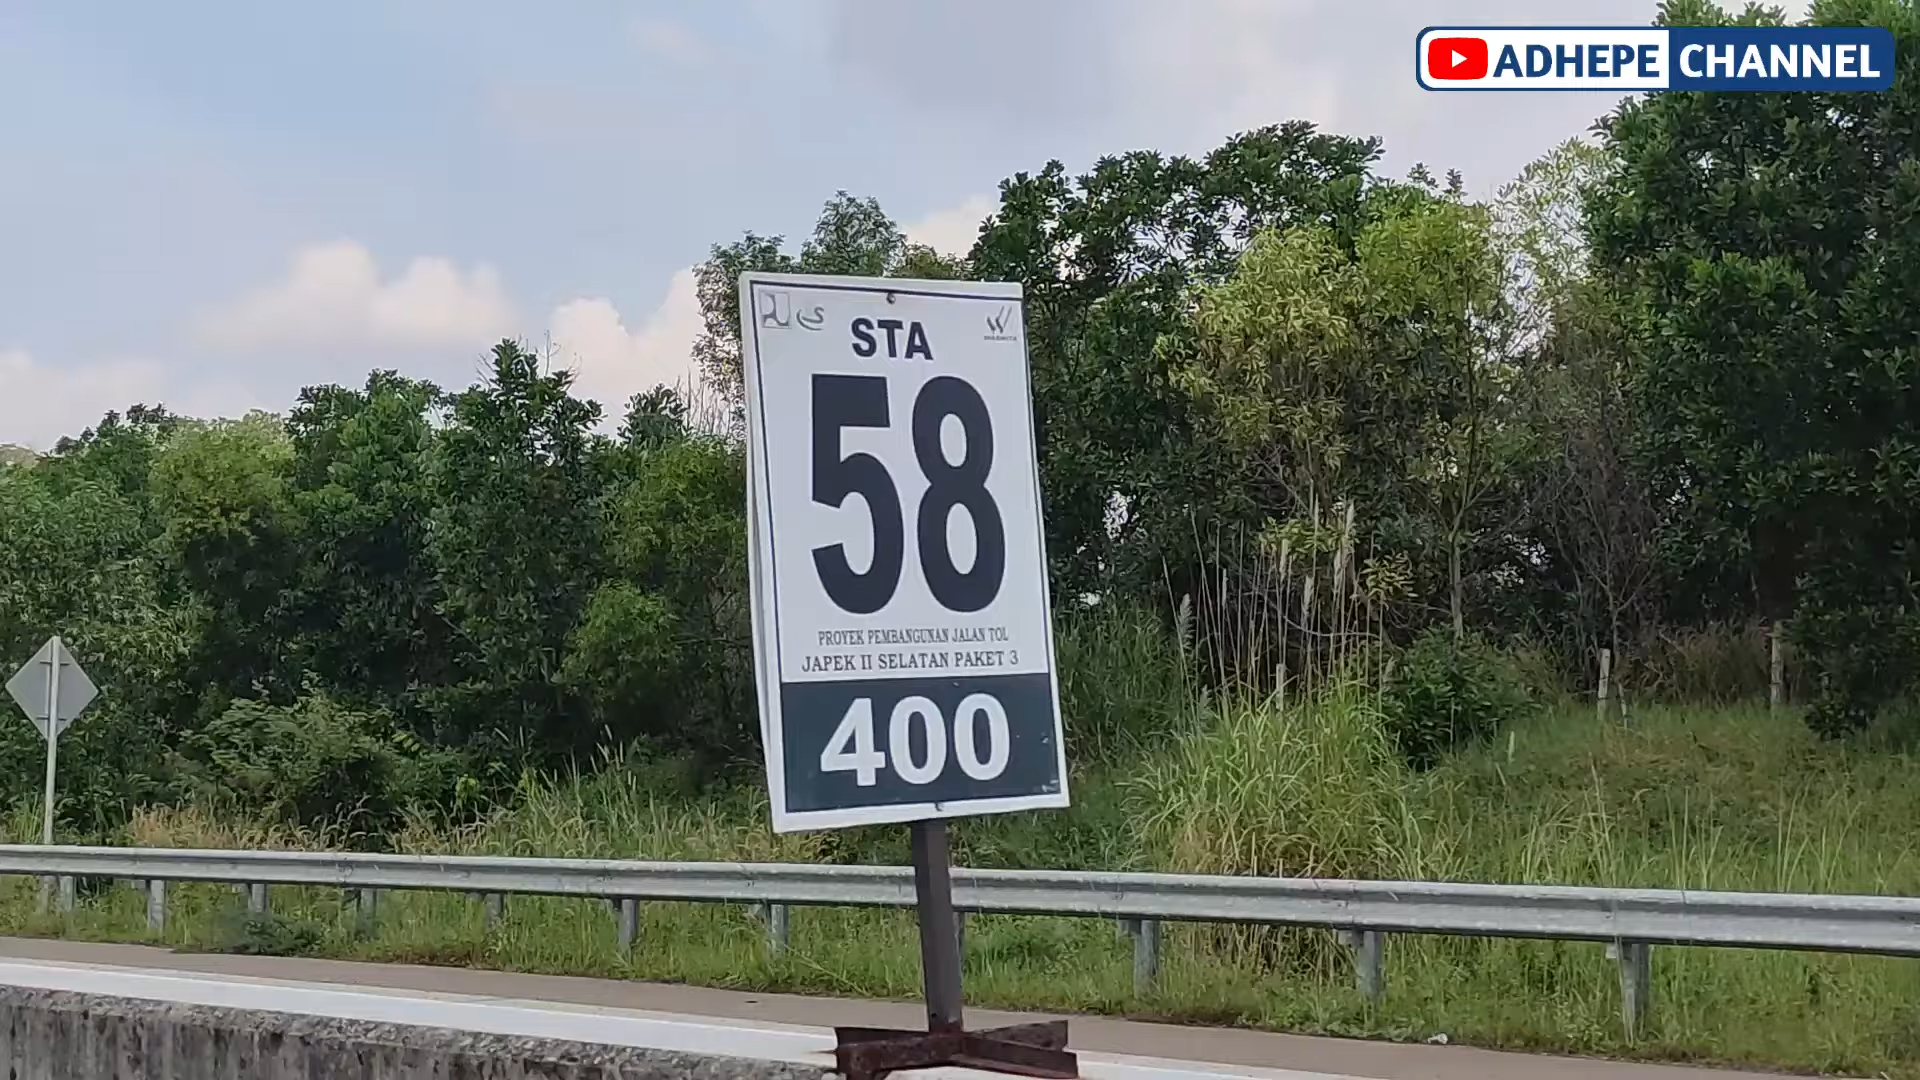 ADHEPE CHANNEL
STA
58
PROYEK PEMBANGUNAN JALAN TOL
JAPEK II SELATAN PAKET 3
400